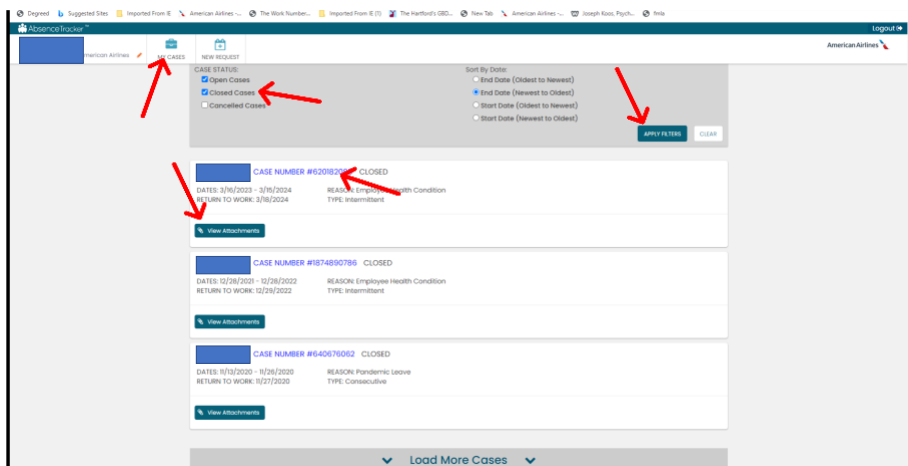 Degreed Suggested Sites Imported From IE American Airlines -... The Work Number... Imported From IE (1) The Hartford's GBD... New Tab American Airlines -... Joseph Koos, Psych... fmla
AbsenceTracker™ Logout
American Airlines MY CASES NEW REQUEST American Airlines
CASE STATUS: Sort By Date:
Open Cases End Date (Oldest to Newest)
Closed Cases End Date (Newest to Oldest)
Cancelled Cases Start Date (Oldest to Newest)
Start Date (Newest to Oldest)
APPLY FILTERS CLEAR
CASE NUMBER CLOSED
DATES: 3/16/2023 - 3/15/2024 REASON: Employee Health Condition
RETURN TO WORK: 3/18/2024 TYPE: Intermittent
View Attachments
CASE NUMBER #1874890786 CLOSED
DATES: 12/28/2021 - 12/28/2022 REASON: Employee Health Condition
RETURN TO WORK: 12/29/2022 TYPE: Intermittent
View Attachments
CASE NUMBER #640676062 CLOSED
DATES: 11/13/2020 - 11/26/2020 REASON: Pandemic Leave
RETURN TO WORK: 11/27/2020 TYPE: Consecutive
View Attachments
Load More Cases